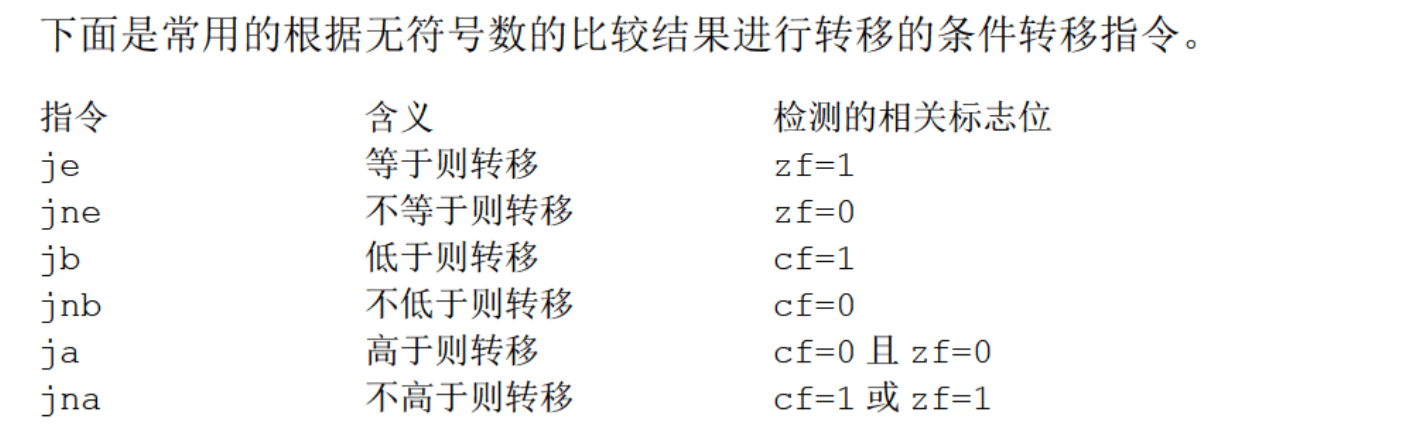 下面是常用的根据无符号数的比较结果进行转移的条件转移指令。
指令 含义 检测的相关标志位
je 等于则转移 zf=1
jne 不等于则转移 zf=0
jb 低于则转移 cf=1
jnb 不低于则转移 cf=0
ja 高于则转移 cf=0 且 zf=0
jna 不高于则转移 cf=1 或 zf=1